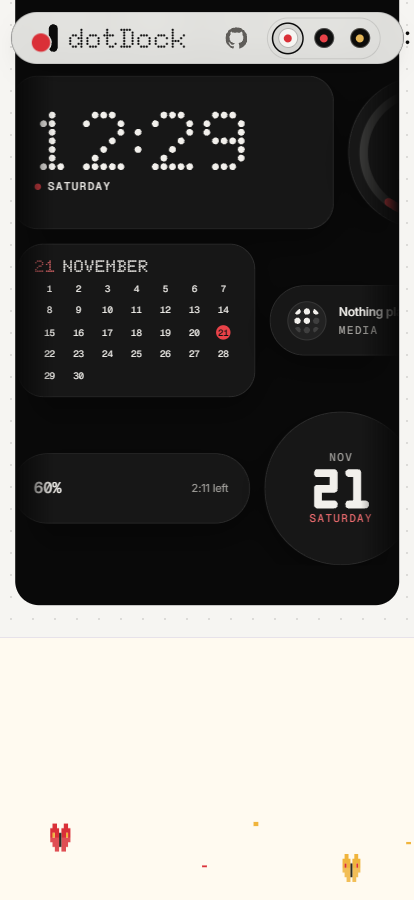 dotDock
12:29
SATURDAY
21 NOVEMBER
1 2 3 4 5 6 7
8 9 10 11 12 13 14
15 16 17 18 19 20 21
22 23 24 25 26 27 28
29 30
Nothing
MEDIA
60%
2:11 left
NOV
21
SATURDAY